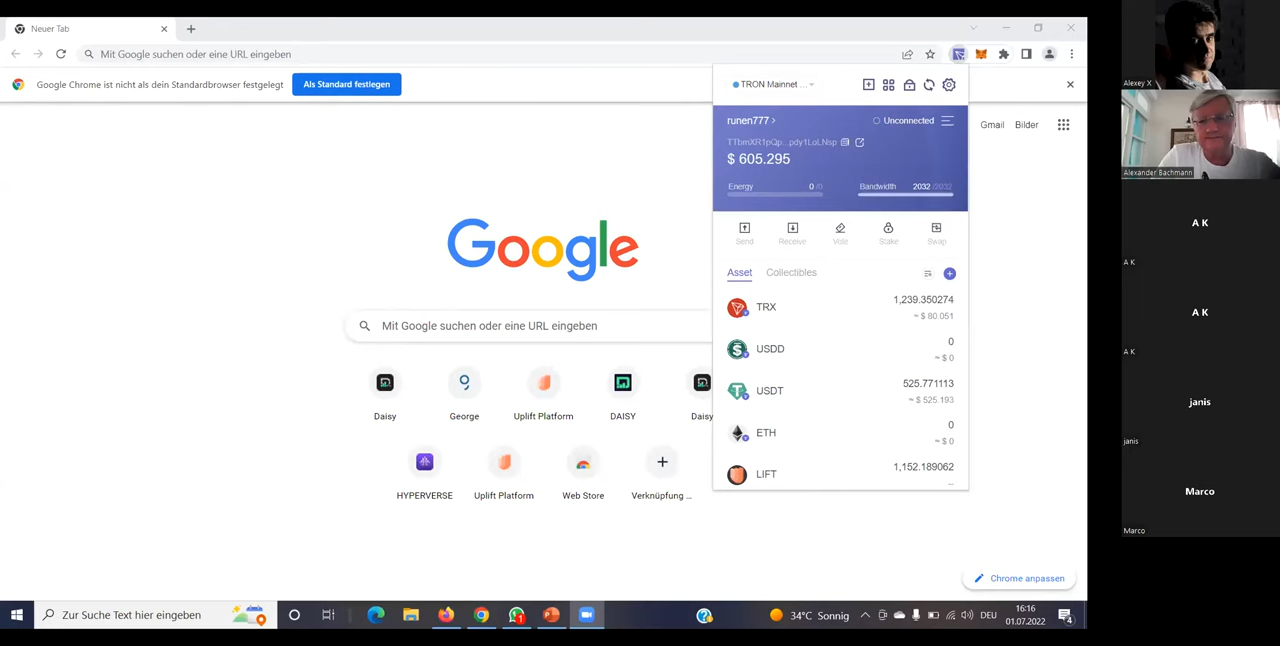 Neuer Tab
Mit Google suchen oder eine URL eingeben
Google Chrome ist nicht als dein Standardbrowser festgelegt
Als Standard festlegen
TRON Mainnet ...
runen777 >
Unconnected
$ 605.295
Energy
0 /0
Bandwidth
2032 /2032
Send
Receive
Vote
Stake
Swap
Asset
Collectibles
TRX
1,239.350274
≈ $ 80.051
USDD
0
≈ $ 0
USDT
525.771113
≈ $ 525.193
ETH
0
≈ $ 0
LIFT
1,152.189062
...
Gmail
Bilder
Google
Mit Google suchen oder eine URL eingeben
Daisy
George
Uplift Platform
DAISY
Daisy
HYPERVERSE
Uplift Platform
Web Store
Verknüpfung ...
Chrome anpassen
Zur Suche Text hier eingeben
1
34°C Sonnig
DEU
16:16
01.07.2022
4
Alexey X
Alexander Bachmann
A K
A K
A K
A K
janis
janis
Marco
Marco